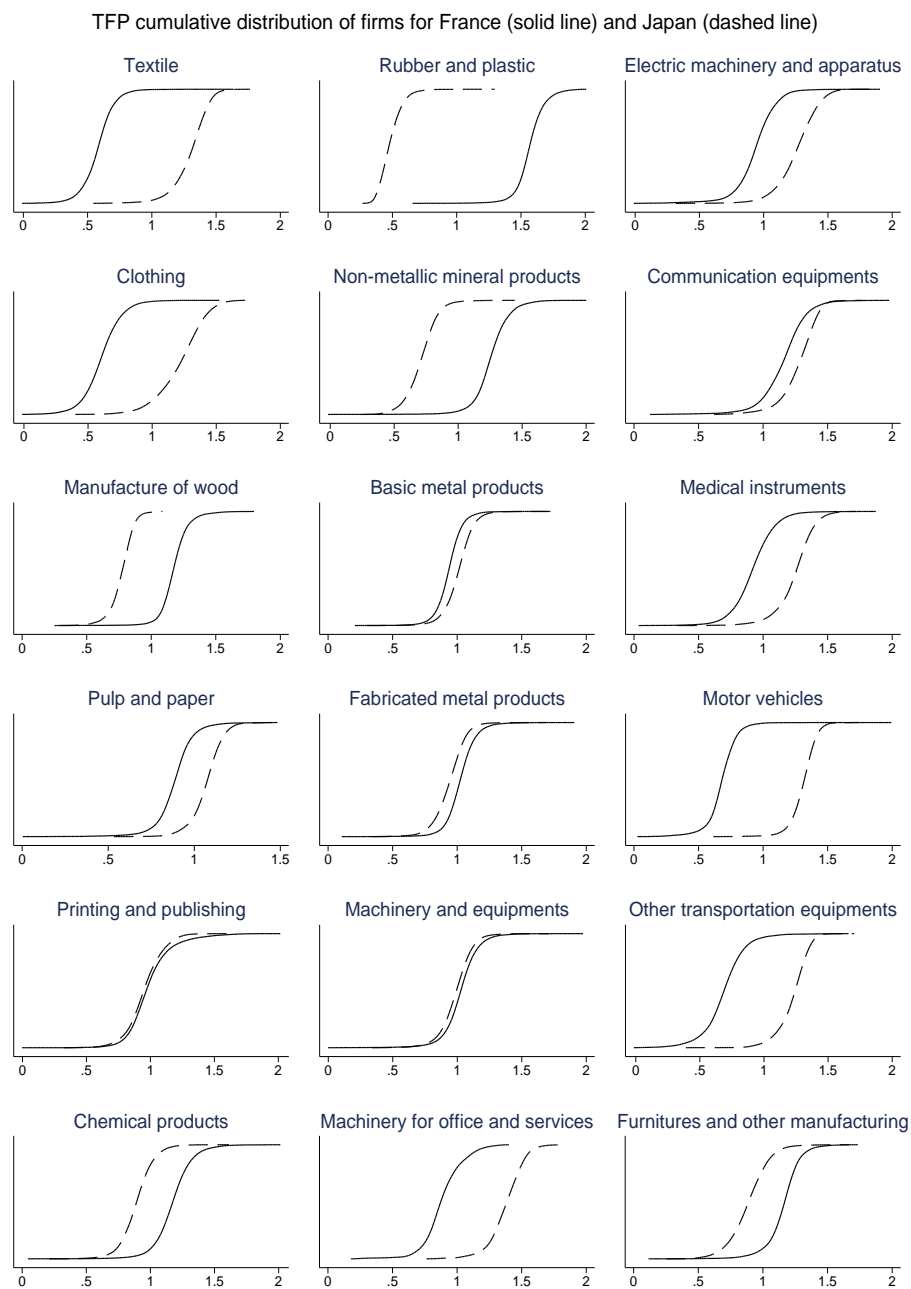 TFP cumulative distribution of firms for France (solid line) and Japan (dashed line)
Textile
0 .5 1 1.5 2
Rubber and plastic
0 .5 1 1.5 2
Electric machinery and apparatus
0 .5 1 1.5 2
Clothing
0 .5 1 1.5 2
Non-metallic mineral products
0 .5 1 1.5 2
Communication equipments
0 .5 1 1.5 2
Manufacture of wood
0 .5 1 1.5 2
Basic metal products
0 .5 1 1.5 2
Medical instruments
0 .5 1 1.5 2
Pulp and paper
0 .5 1 1.5
Fabricated metal products
0 .5 1 1.5 2
Motor vehicles
0 .5 1 1.5 2
Printing and publishing
0 .5 1 1.5 2
Machinery and equipments
0 .5 1 1.5 2
Other transportation equipments
0 .5 1 1.5 2
Chemical products
0 .5 1 1.5 2
Machinery for office and services
0 .5 1 1.5 2
Furnitures and other manufacturing
0 .5 1 1.5 2